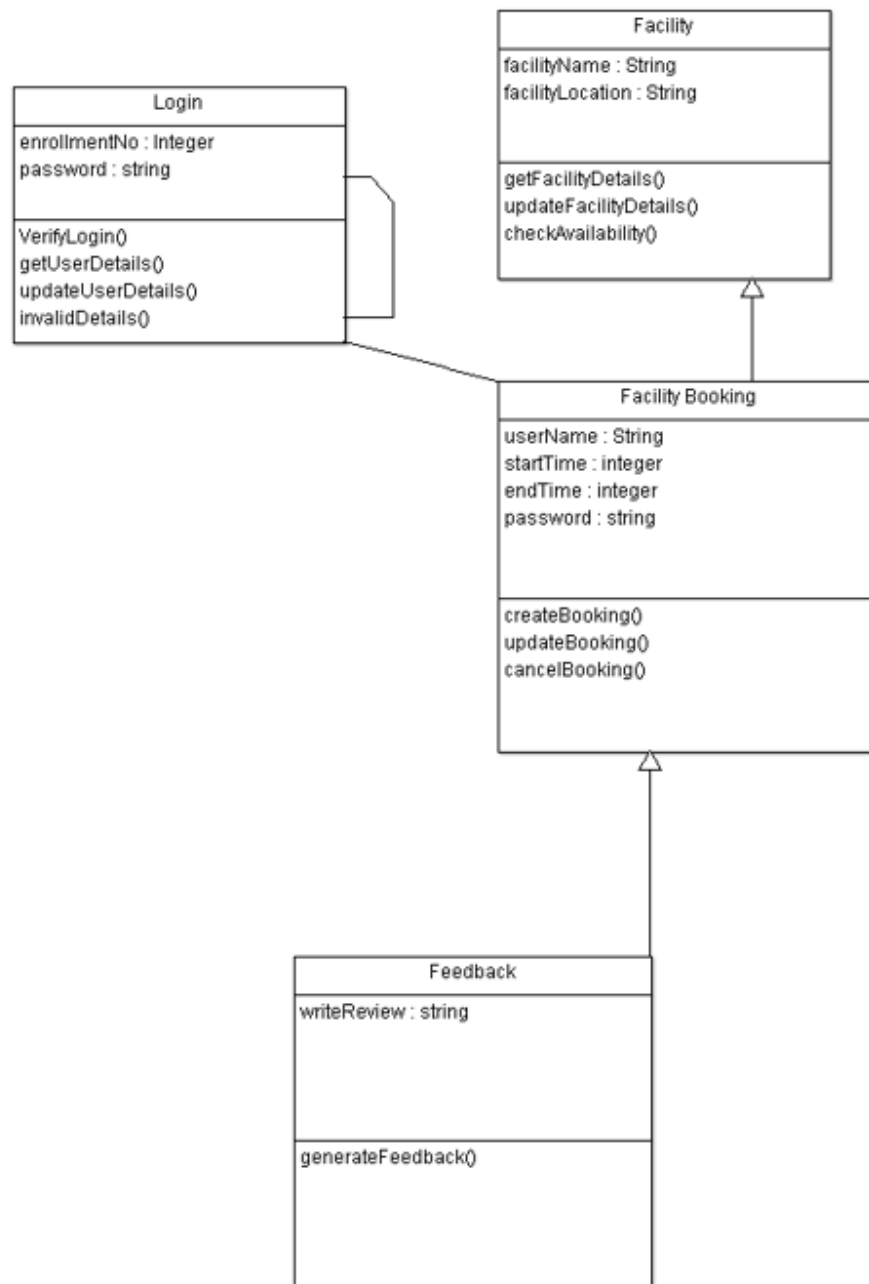 Facility
facilityName : String
facilityLocation : String
getFacilityDetails()
updateFacilityDetails()
checkAvailability()
Login
enrollmentNo : Integer
password : string
VerifyLogin()
getUserDetails()
updateUserDetails()
invalidDetails()
Facility Booking
userName : String
startTime : integer
endTime : integer
password : string
createBooking()
updateBooking()
cancelBooking()
Feedback
writeReview : string
generateFeedback()